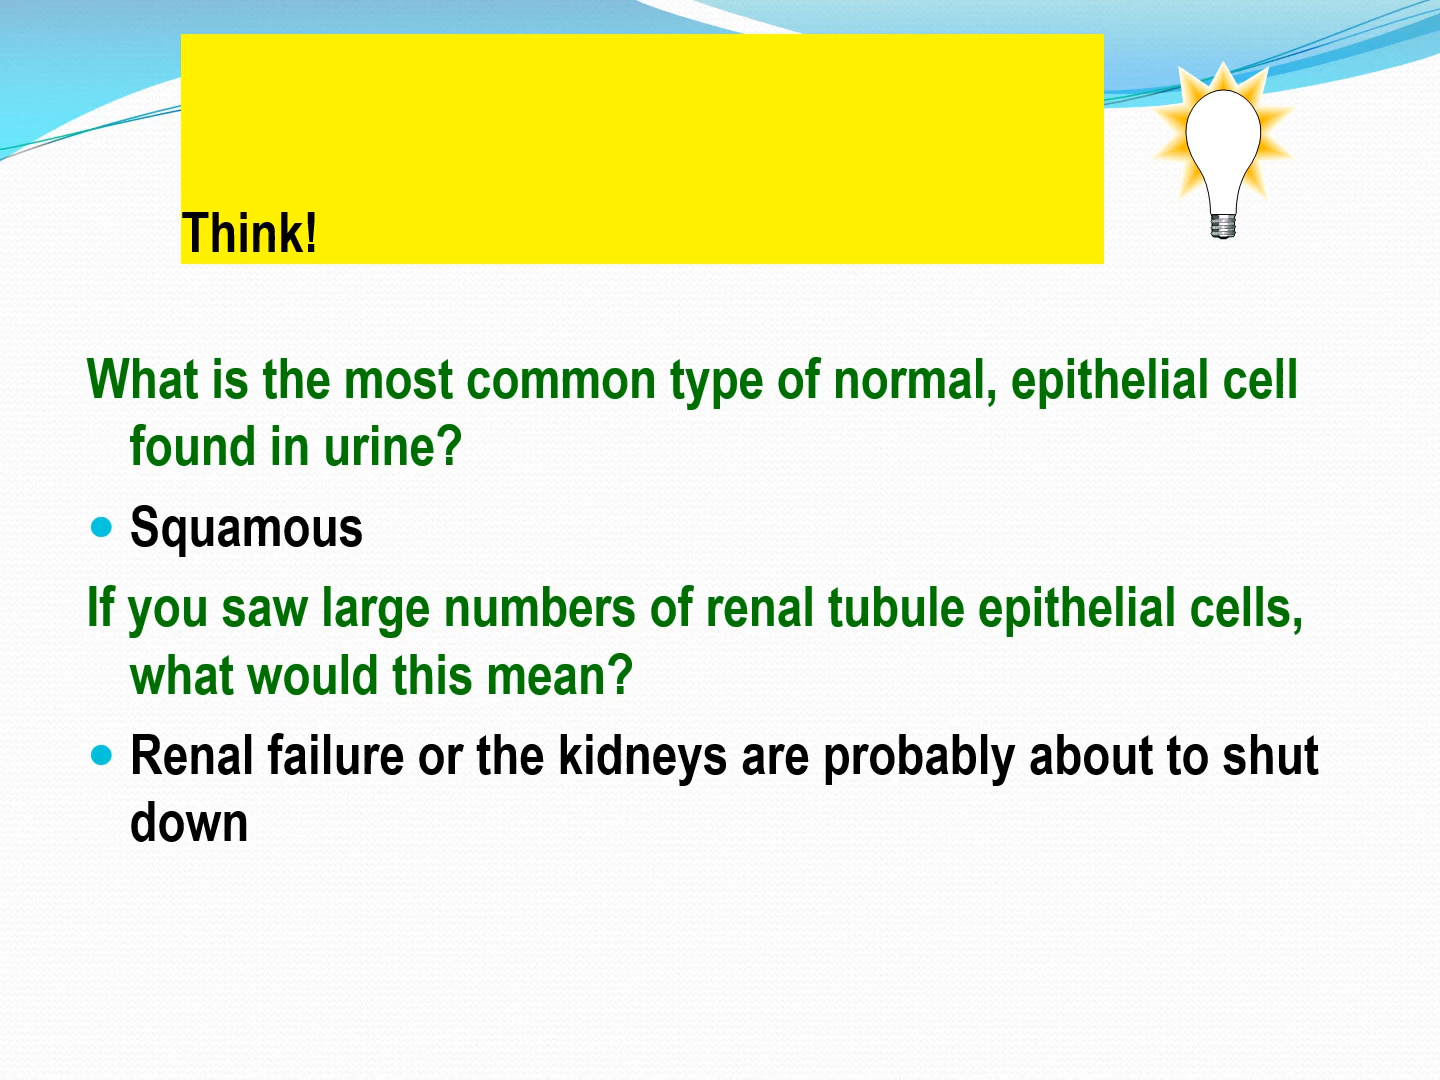 Think!
What is the most common type of normal, epithelial cell
found in urine?
Squamous
If you saw large numbers of renal tubule epithelial cells,
what would this mean?
Renal failure or the kidneys are probably about to shut
down